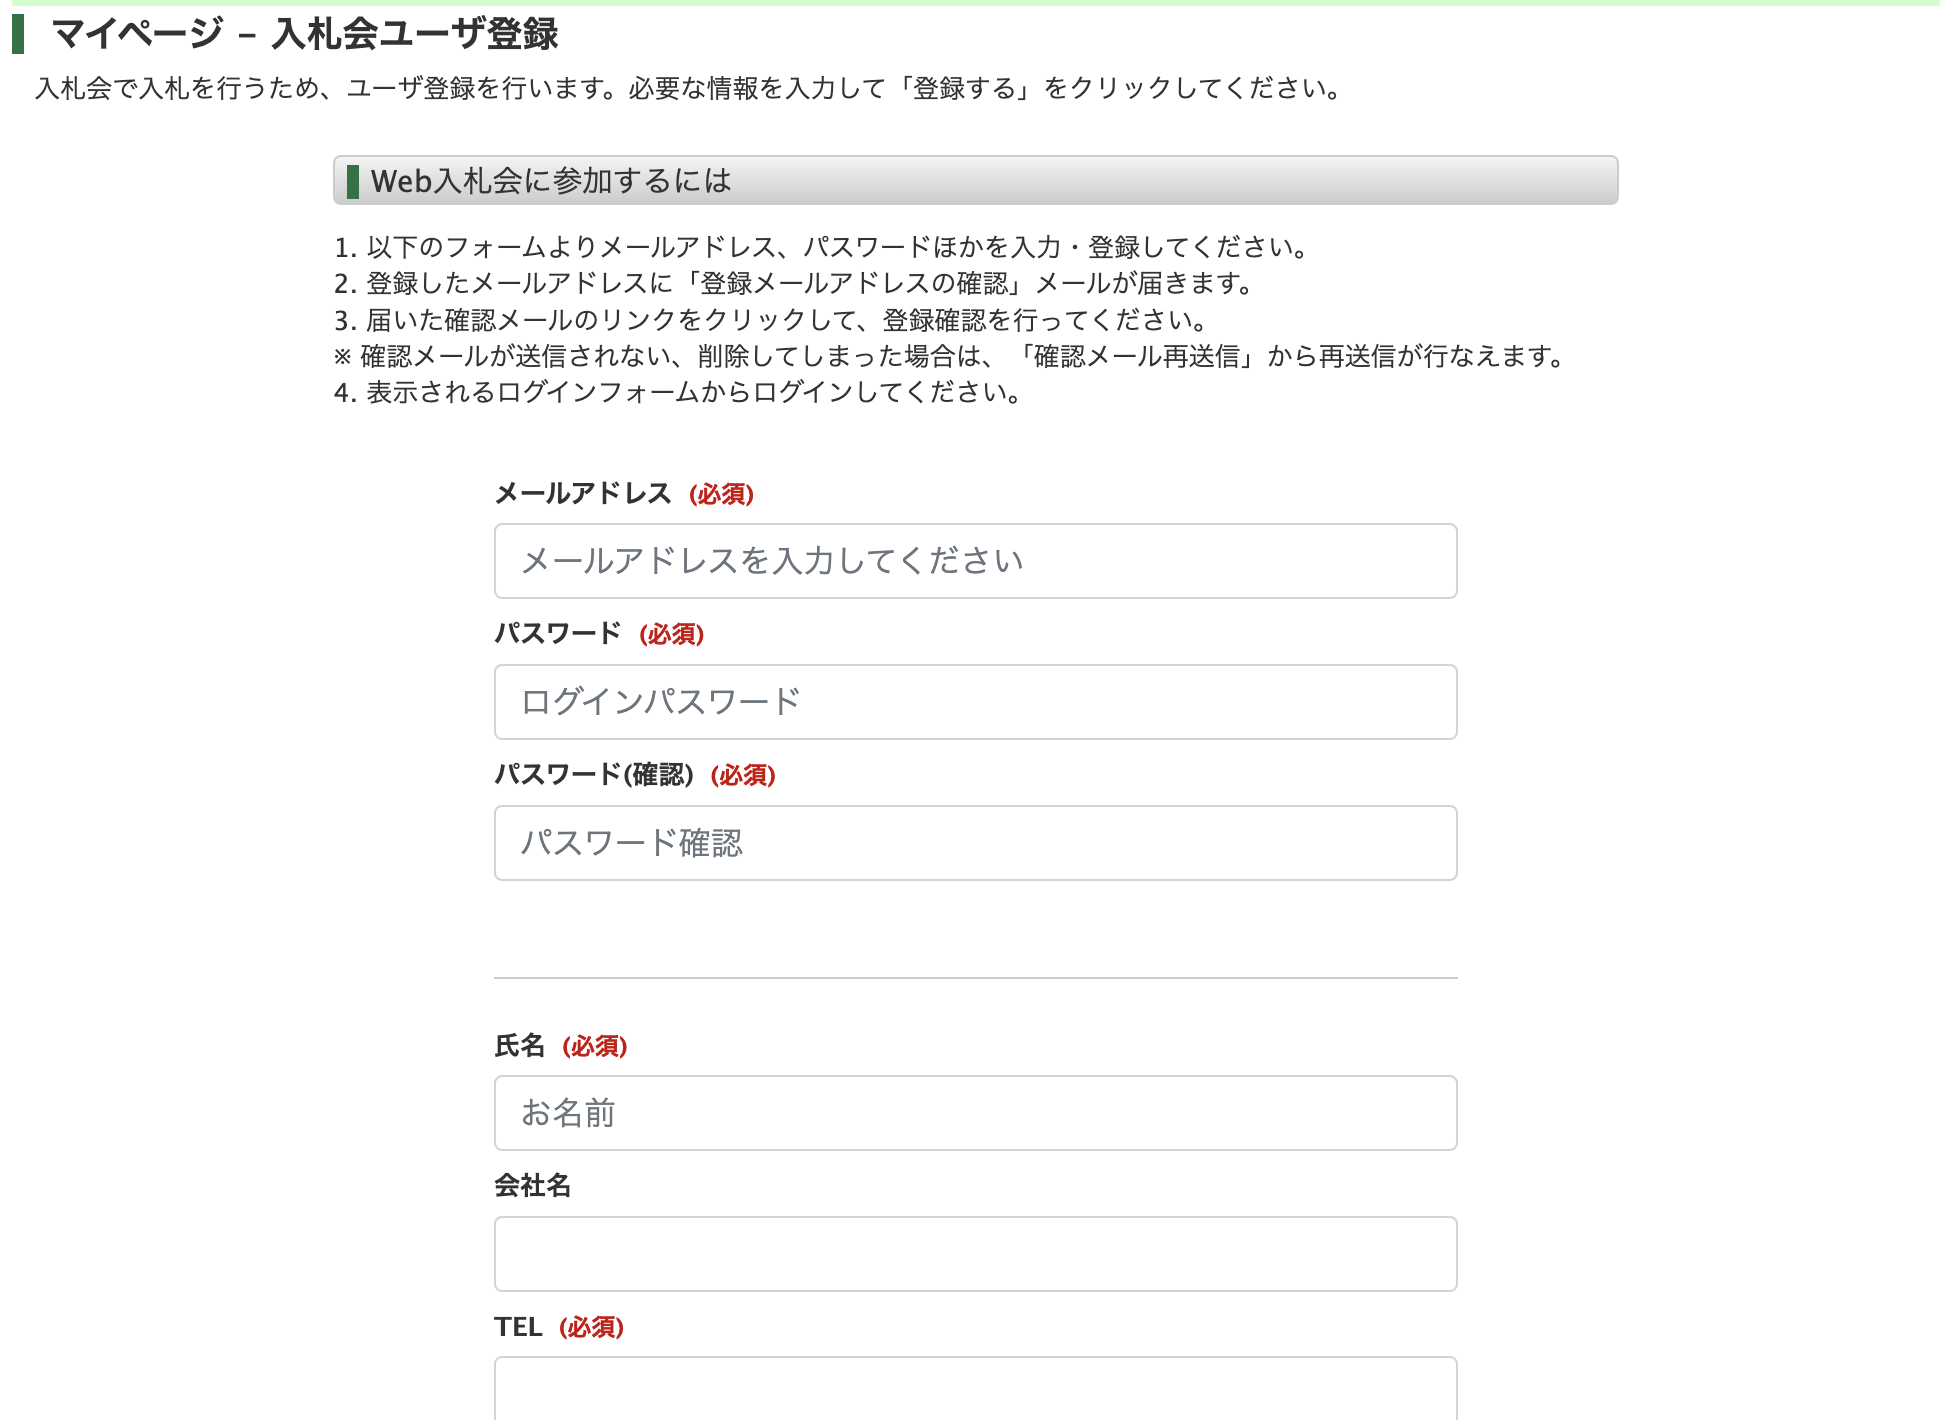 マイページ − 入札会ユーザ登録
入札会で入札を行うため、ユーザ登録を行います。必要な情報を入力して「登録する」をクリックしてください。
Web入札会に参加するには
1. 以下のフォームよりメールアドレス、パスワードほかを入力・登録してください。
2. 登録したメールアドレスに「登録メールアドレスの確認」メールが届きます。
3. 届いた確認メールのリンクをクリックして、登録確認を行ってください。
※ 確認メールが送信されない、削除してしまった場合は、「確認メール再送信」から再送信が行なえます。
4. 表示されるログインフォームからログインしてください。
メールアドレス (必須)
メールアドレスを入力してください
パスワード (必須)
ログインパスワード
パスワード(確認) (必須)
パスワード確認
氏名 (必須)
お名前
会社名
TEL (必須)